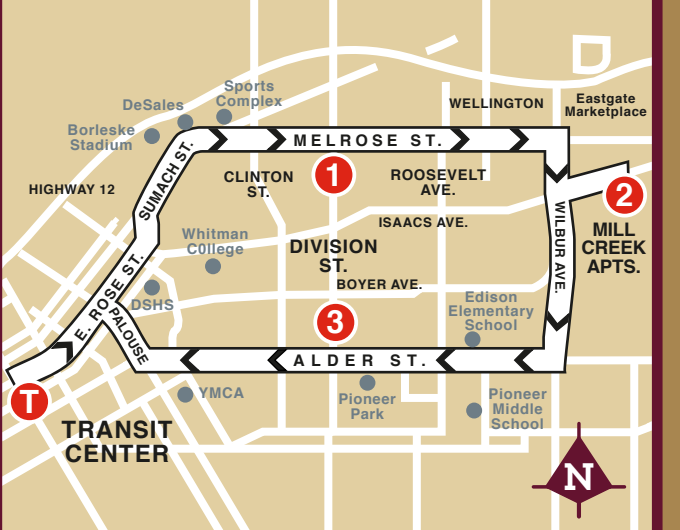 Sports
Complex
DeSales
Borleske
Stadium
WELLINGTON
Eastgate
Marketplace
MELROSE ST.
HIGHWAY 12
SUMACH ST.
CLINTON
ST.
1
ROOSEVELT
AVE.
2
ISAACS AVE.
Whitman
C0llege
DIVISION
ST.
WILBUR AVE.
MILL
CREEK
APTS.
BOYER AVE.
E. ROSE ST.
DSHS
PALOUSE
3
Edison
Elementary
School
ALDER ST.
T
YMCA
Pioneer
Park
Pioneer
Middle
School
TRANSIT
CENTER
N